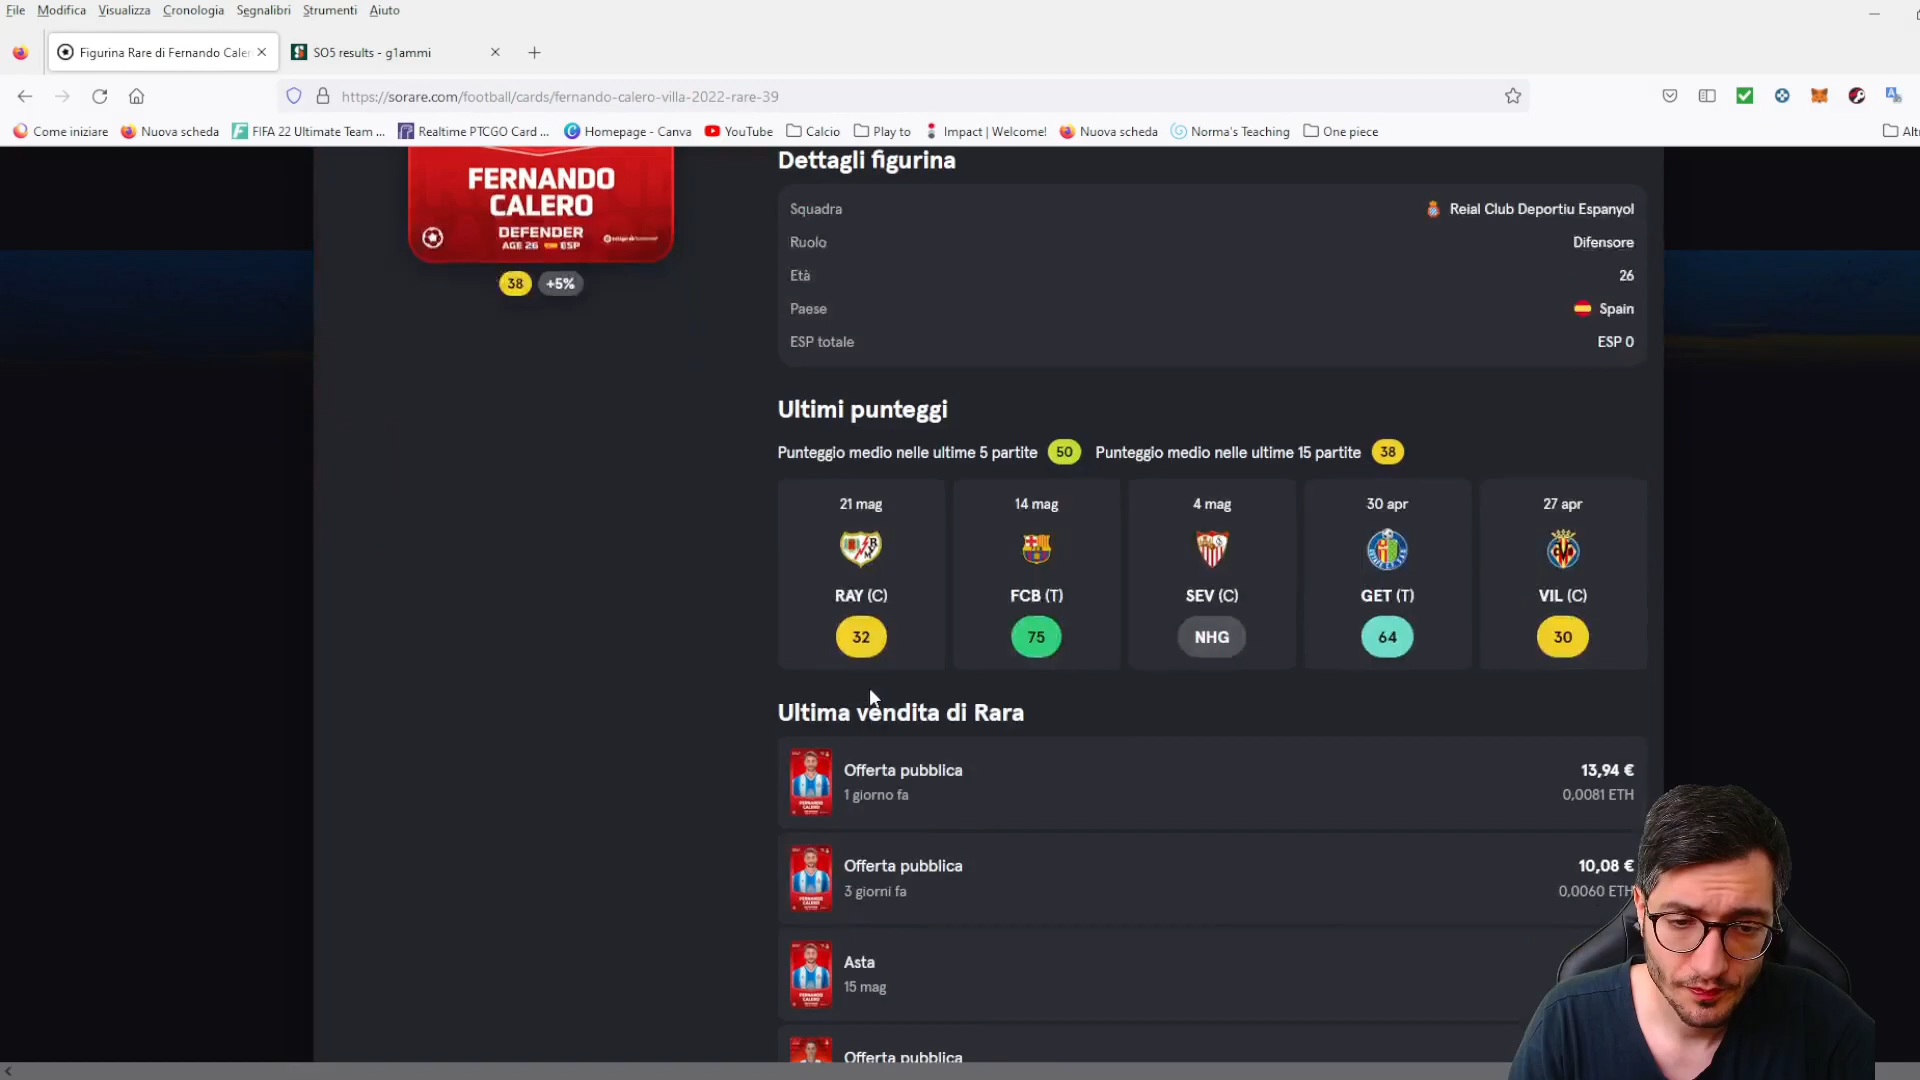 File Modifica Visualizza Cronologia Segnalibri Strumenti Aiuto
Figurina Rare di Fernando Caler
SO5 results - g1ammi
https://sorare.com/football/cards/fernando-calero-villa-2022-rare-39
Come iniziare Nuova scheda FIFA 22 Ultimate Team ... Realtime PTCGO Card ... Homepage - Canva YouTube Calcio Play to Impact | Welcome! Nuova scheda Norma's Teaching One piece Alt
FERNANDO
CALERO
DEFENDER
AGE 26 ESP
38 +5%
Dettagli figurina
Squadra Reial Club Deportiu Espanyol
Ruolo Difensore
Età 26
Paese Spain
ESP totale ESP 0
Ultimi punteggi
Punteggio medio nelle ultime 5 partite 50 Punteggio medio nelle ultime 15 partite 38
21 mag 14 mag 4 mag 30 apr 27 apr
RAY (C) FCB (T) SEV (C) GET (T) VIL (C)
32 75 NHG 64 30
Ultima vendita di Rara
Offerta pubblica 13,94 €
1 giorno fa 0,0081 ETH
Offerta pubblica 10,08 €
3 giorni fa 0,0060 ETH
Asta
15 mag
Offerta pubblica